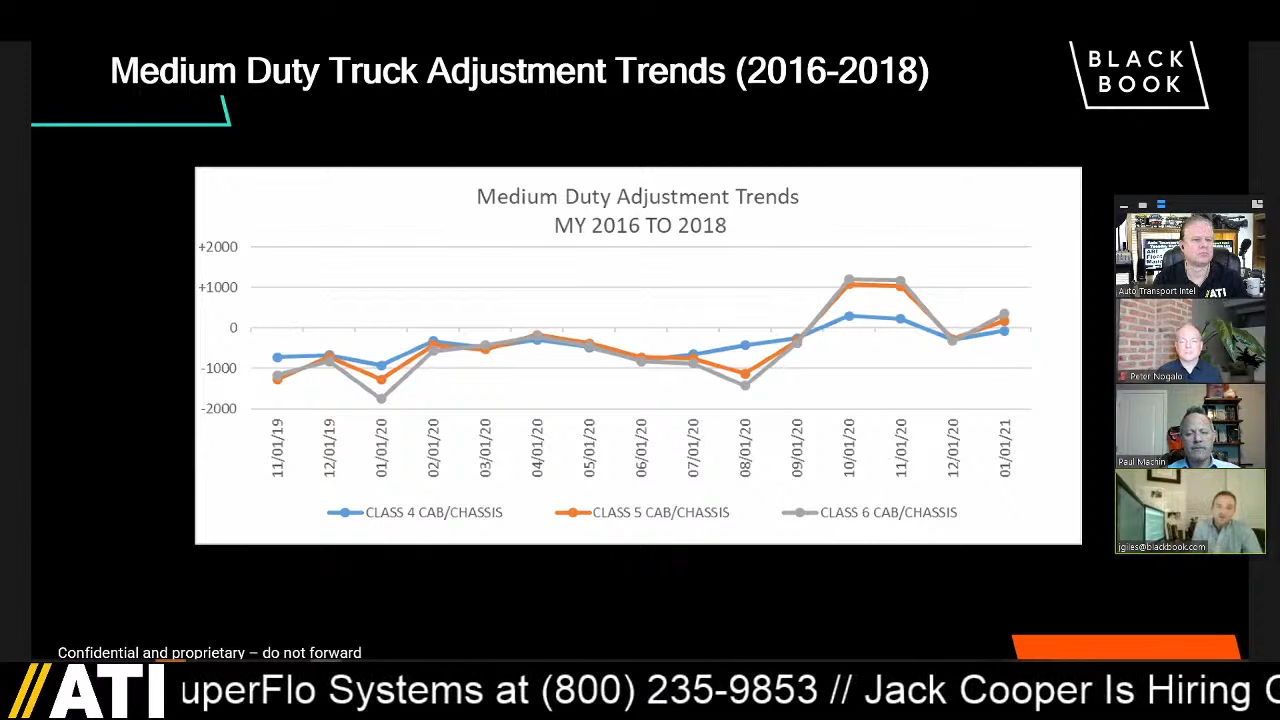 Medium Duty Truck Adjustment Trends (2016-2018)
BLACK
BOOK
Medium Duty Adjustment Trends
MY 2016 TO 2018
+2000
+1000
0
-1000
-2000
11/01/19
12/01/19
01/01/20
02/01/20
03/01/20
04/01/20
05/01/20
06/01/20
07/01/20
08/01/20
09/01/20
10/01/20
11/01/20
12/01/20
01/01/21
CLASS 4 CAB/CHASSIS
CLASS 5 CAB/CHASSIS
CLASS 6 CAB/CHASSIS
ATI
Auto Transport Intel
Peter Nogalo
Paul Machin
jgiles@blackbook.com
Confidential and proprietary – do not forward
//ATI
uperFlo Systems at (800) 235-9853 // Jack Cooper Is Hiring C